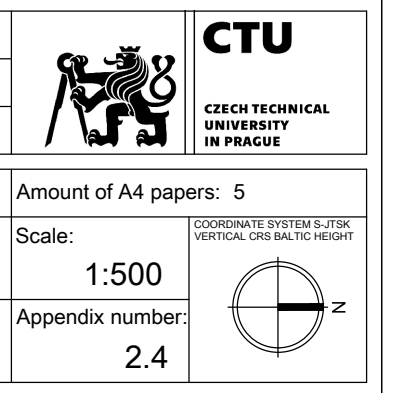 CTU
CZECH TECHNICAL
UNIVERSITY
IN PRAGUE
Amount of A4 papers: 5
Scale:
1:500
COORDINATE SYSTEM S-JTSK
VERTICAL CRS BALTIC HEIGHT
N
Appendix number:
2.4